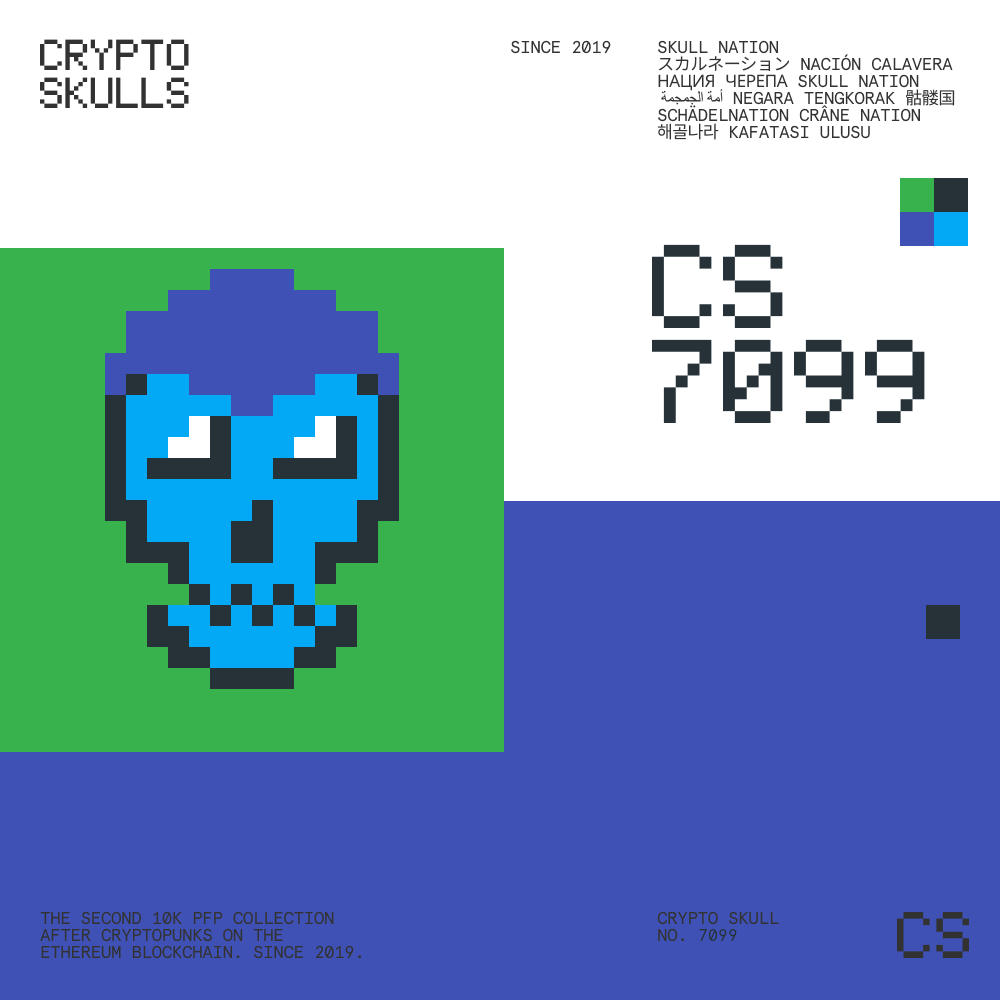 CRYPTO
SKULLS
SINCE 2019
SKULL NATION
スカルネーション NACIÓN CALAVERA
НАЦИЯ ЧЕРЕПА SKULL NATION
أمة الجمجمة NEGARA TENGKORAK 骷髅国
SCHÄDELNATION CRÂNE NATION
해골나라 KAFATASI ULUSU
CS
7099
THE SECOND 10K PFP COLLECTION
AFTER CRYPTOPUNKS ON THE
ETHEREUM BLOCKCHAIN. SINCE 2019.
CRYPTO SKULL
NO. 7099
CS